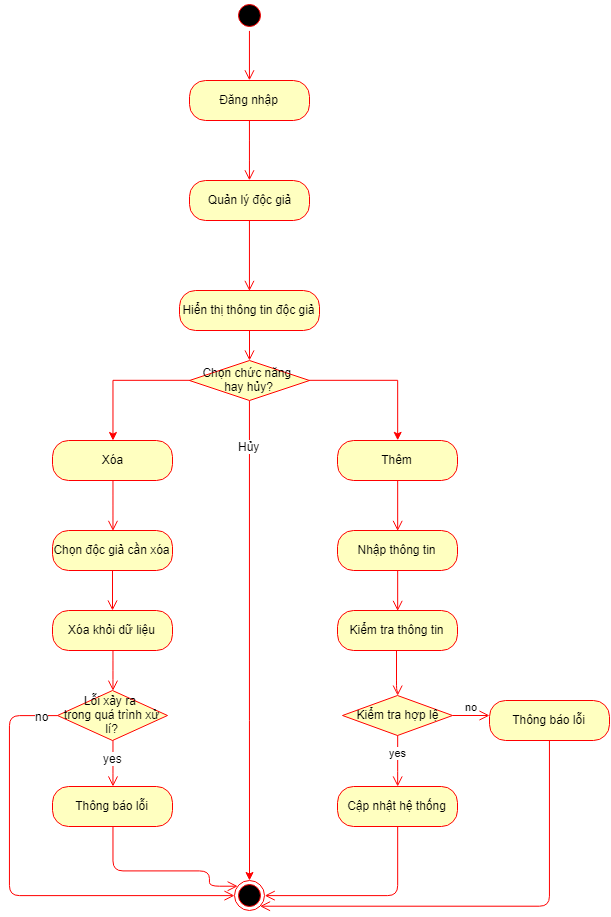 Đăng nhập
Quản lý độc giả
Hiển thị thông tin độc giả
Chọn chức năng
hay hủy?
Hủy
Xóa
Thêm
Chọn độc giả cần xóa
Nhập thông tin
Xóa khỏi dữ liệu
Kiểm tra thông tin
Lỗi xảy ra
trong quá trình xử
lí?
no
yes
Kiểm tra hợp lệ
no
Thông báo lỗi
yes
Thông báo lỗi
Cập nhật hệ thống